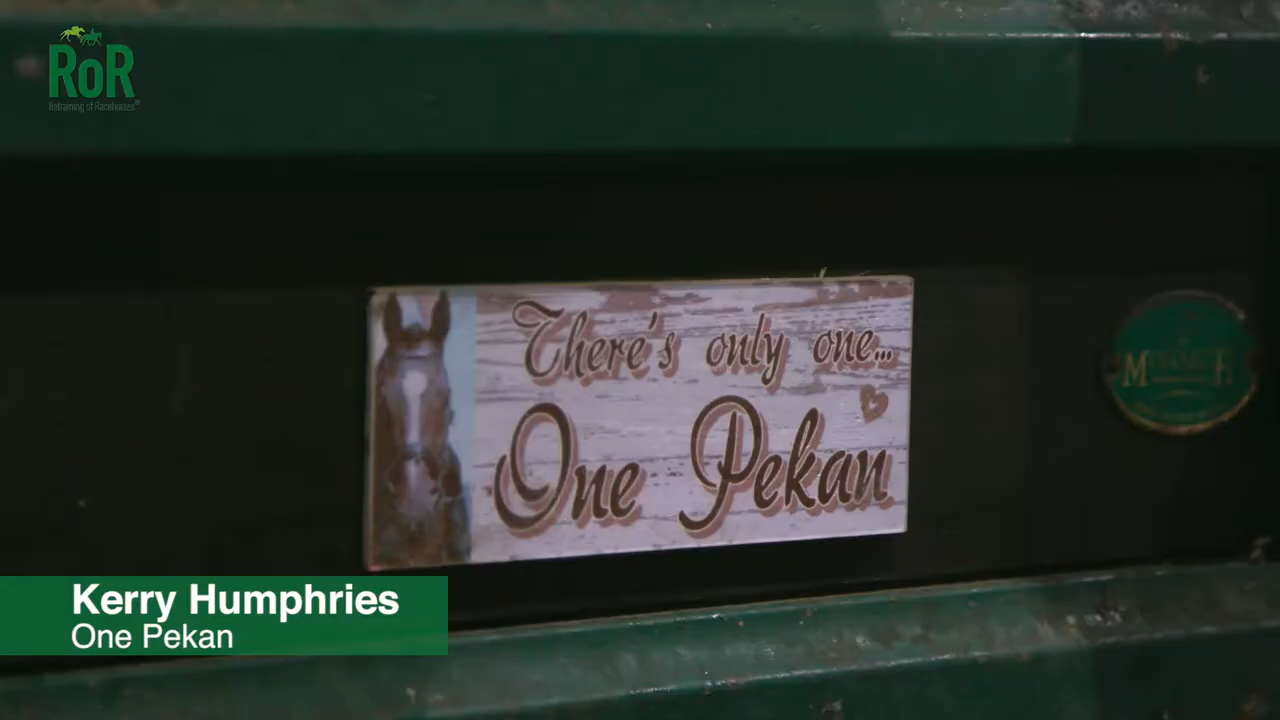 RoR
Retraining of Racehorses
There's only one...
One Pekan
Kerry Humphries
One Pekan